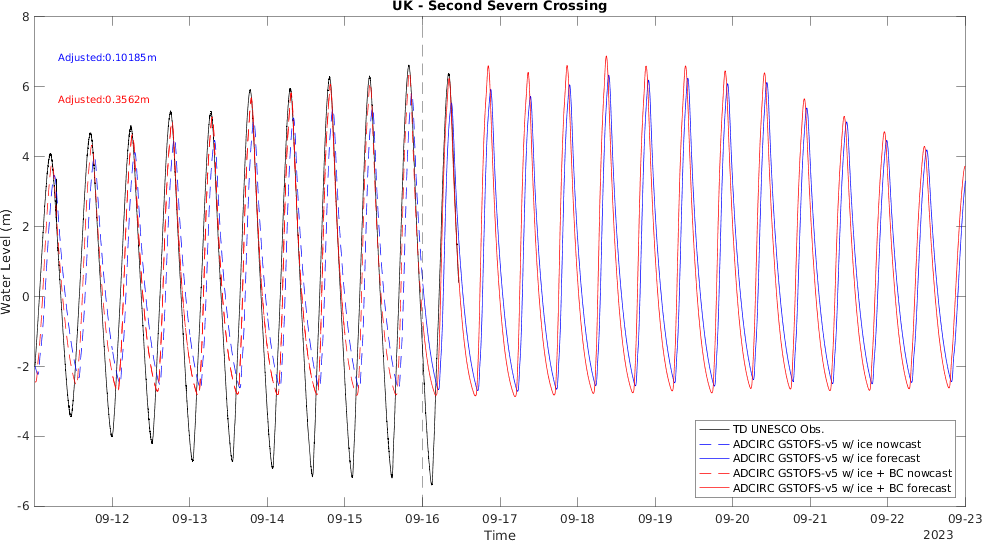 UK - Second Severn Crossing
8
6
4
2
0
-2
-4
-6
Water Level (m)
Adjusted:0.10185m
Adjusted:0.3562m
TD UNESCO Obs.
ADCIRC GSTOFS-v5 w/ ice nowcast
ADCIRC GSTOFS-v5 w/ ice forecast
ADCIRC GSTOFS-v5 w/ ice + BC nowcast
ADCIRC GSTOFS-v5 w/ ice + BC forecast
09-12 09-13 09-14 09-15 09-16 09-17 09-18 09-19 09-20 09-21 09-22 09-23
Time
2023